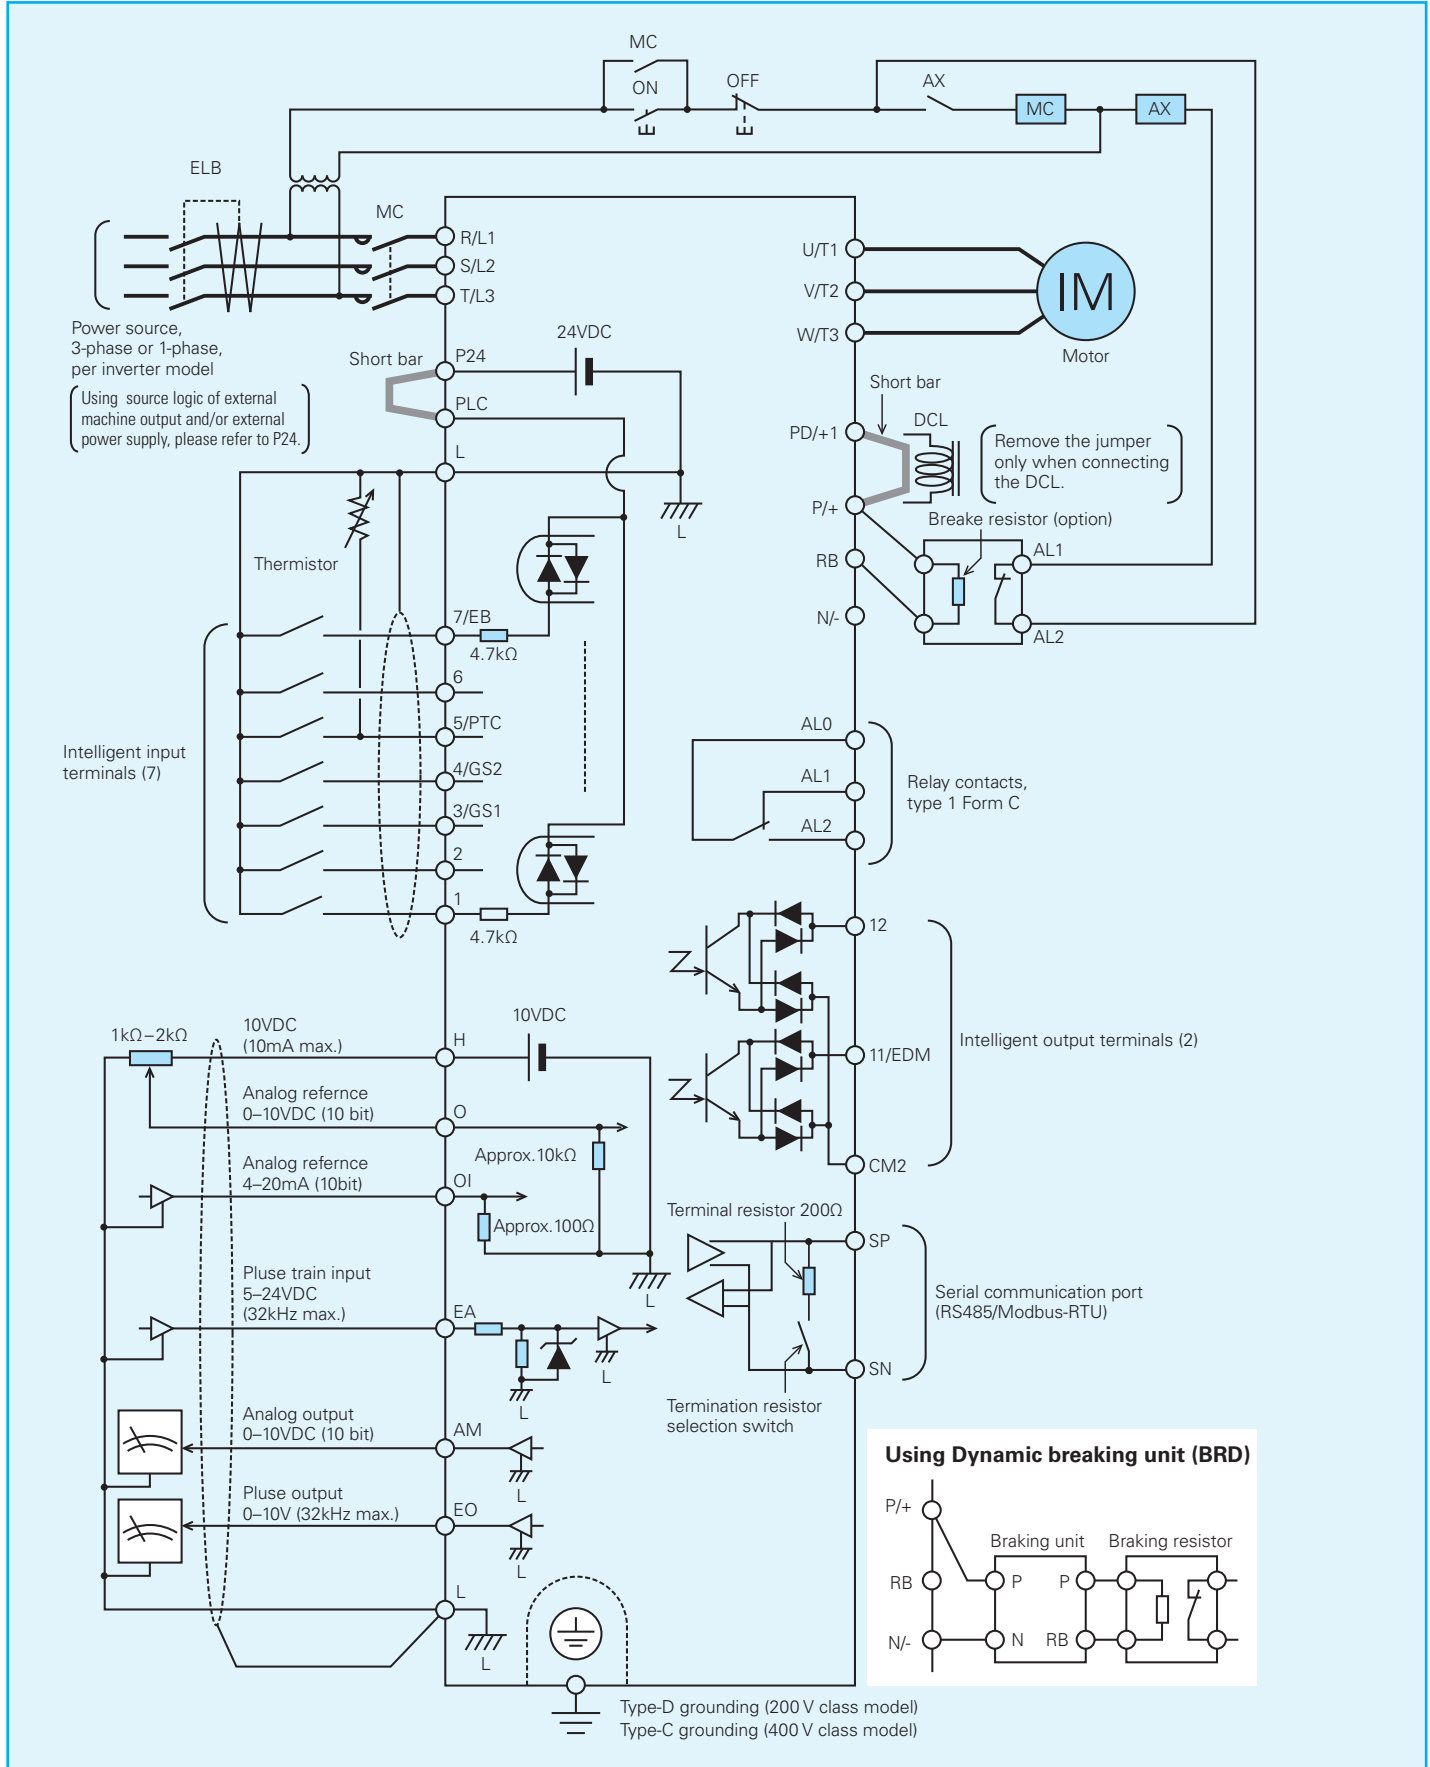 MC
ON
OFF
AX
MC
AX
ELB
MC
R/L1
S/L2
T/L3
Power source,
3-phase or 1-phase,
per inverter model
Using source logic of external
machine output and/or external
power supply, please refer to P24.
Short bar
P24
24VDC
PLC
L
L
Thermistor
U/T1
V/T2
W/T3
IM
Motor
Short bar
PD/+1
DCL
Remove the jumper
only when connecting
the DCL.
P/+
Breake resistor (option)
RB
AL1
N/-
AL2
7/EB
4.7kΩ
6
5/PTC
4/GS2
3/GS1
2
1
4.7kΩ
Intelligent input
terminals (7)
AL0
AL1
AL2
Relay contacts,
type 1 Form C
12
11/EDM
CM2
Intelligent output terminals (2)
1kΩ–2kΩ
10VDC
(10mA max.)
H
10VDC
Analog refernce
0–10VDC (10 bit)
O
Approx.10kΩ
Analog refernce
4–20mA (10bit)
OI
Approx.100Ω
L
Pluse train input
5–24VDC
(32kHz max.)
EA
L
L
Terminal resistor 200Ω
SP
Serial communication port
(RS485/Modbus-RTU)
SN
Termination resistor
selection switch
Analog output
0–10VDC (10 bit)
AM
L
Pluse output
0–10V (32kHz max.)
EO
L
L
L
Type-D grounding (200 V class model)
Type-C grounding (400 V class model)
Using Dynamic breaking unit (BRD)
P/+
Braking unit
Braking resistor
RB
P
P
N/-
N
RB